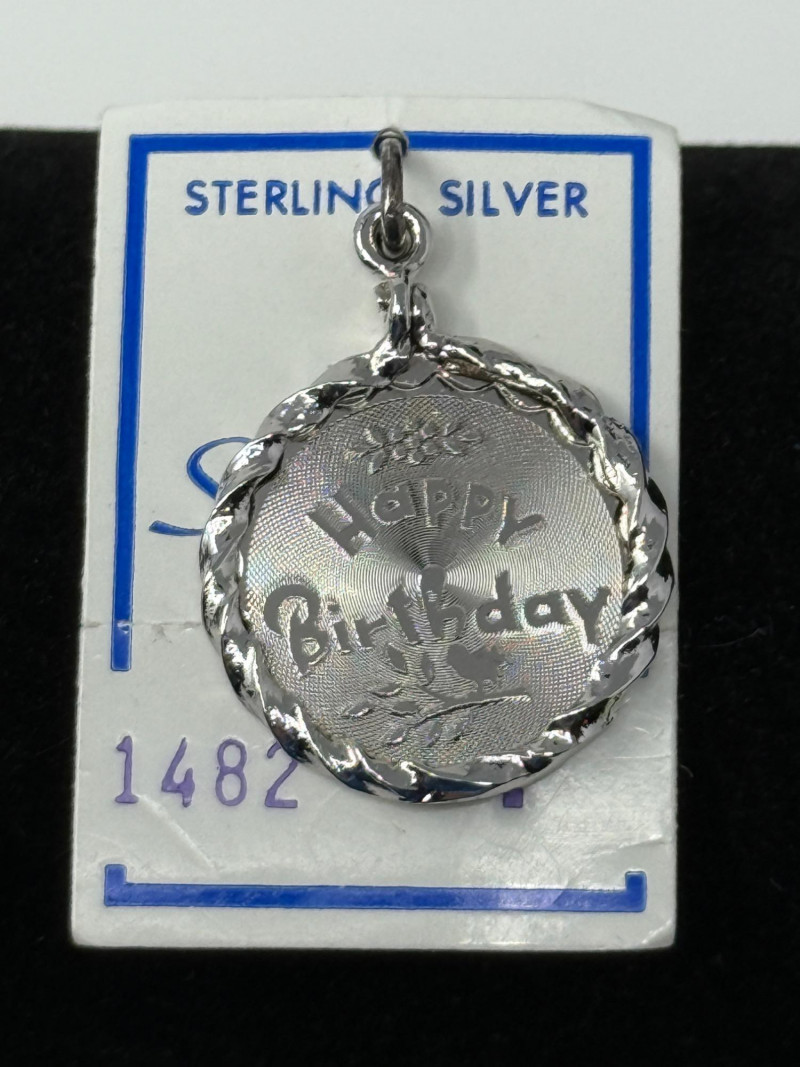 STERLING SILVER
Happy
Birthday
1482